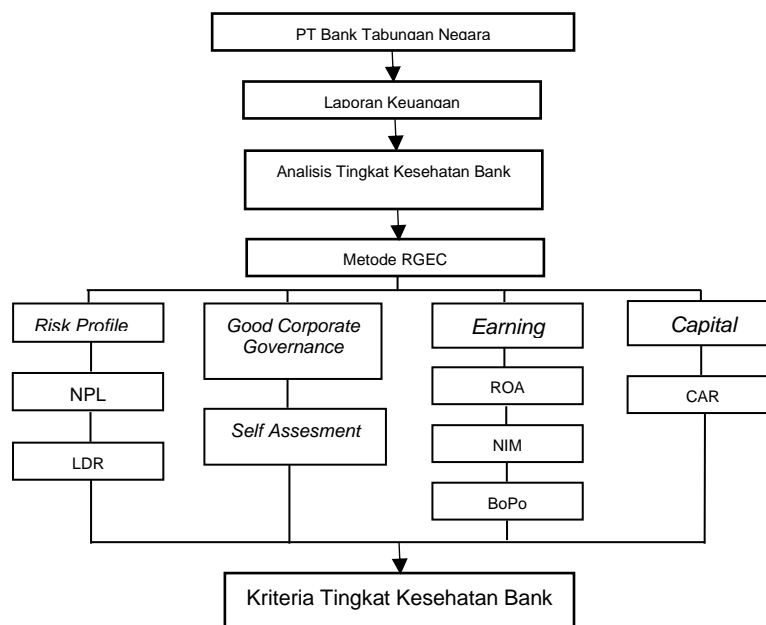 PT Bank Tabungan Negara
Laporan Keuangan
Analisis Tingkat Kesehatan Bank
Metode RGEC
Risk Profile
Good Corporate
Governance
Earning
Capital
NPL
Self Assesment
ROA
CAR
LDR
NIM
BoPo
Kriteria Tingkat Kesehatan Bank